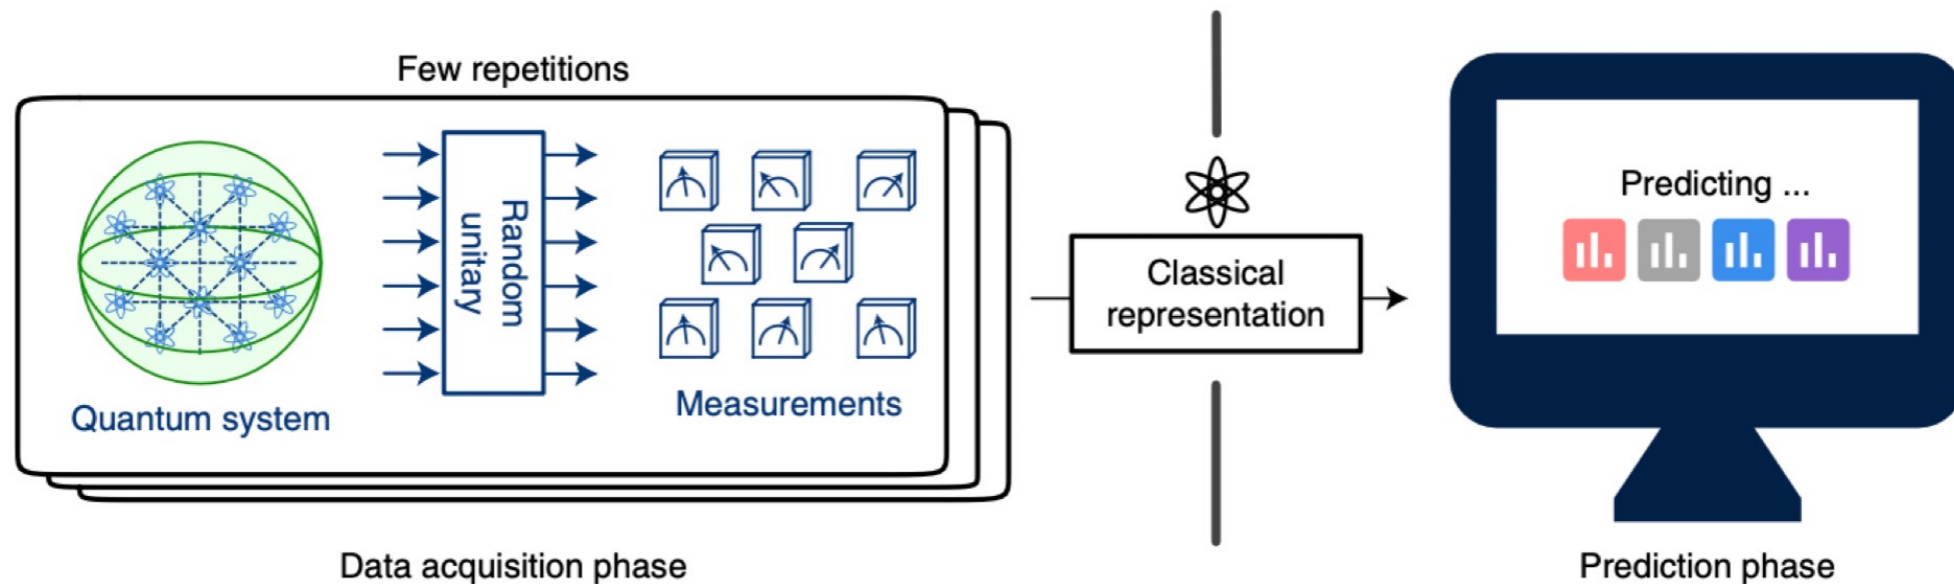 Few repetitions
Quantum system
Random
unitary
Measurements
Data acquisition phase
Classical
representation
Predicting ...
Prediction phase